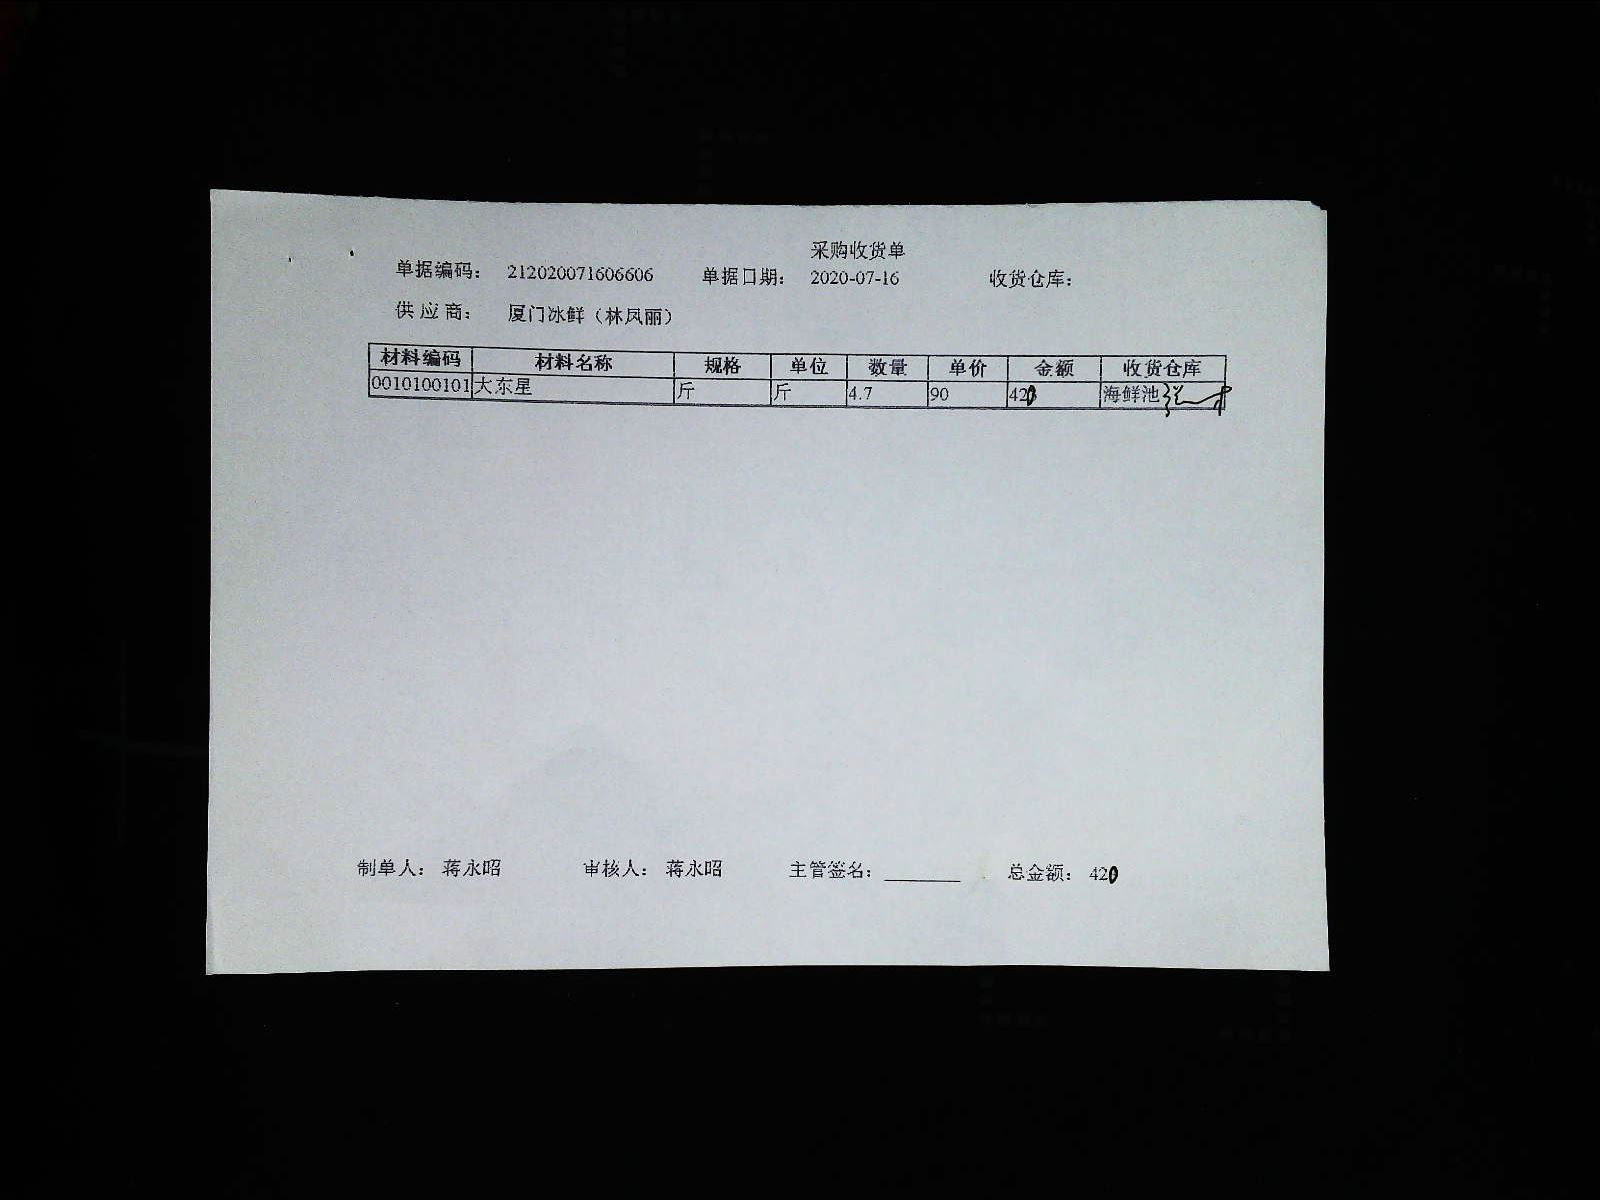 采购收货单
单据编码： 212020071606606 单据日期： 2020-07-16 收货仓库：
供 应 商： 厦门冰鲜（林凤丽）
材料编码 材料名称 规格 单位 数量 单价 金额 收货仓库
0010100101 大东星 斤 斤 4.7 90 420 海鲜池
制单人： 蒋永昭 审核人： 蒋永昭 主管签名： 总金额： 420